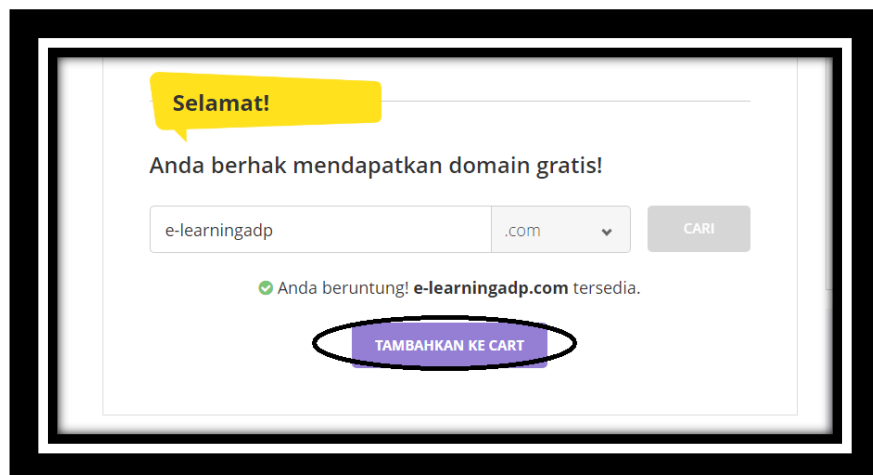 Selamat!
Anda berhak mendapatkan domain gratis!
e-learningadp .com CARI
Anda beruntung! e-learningadp.com tersedia.
TAMBAHKAN KE CART